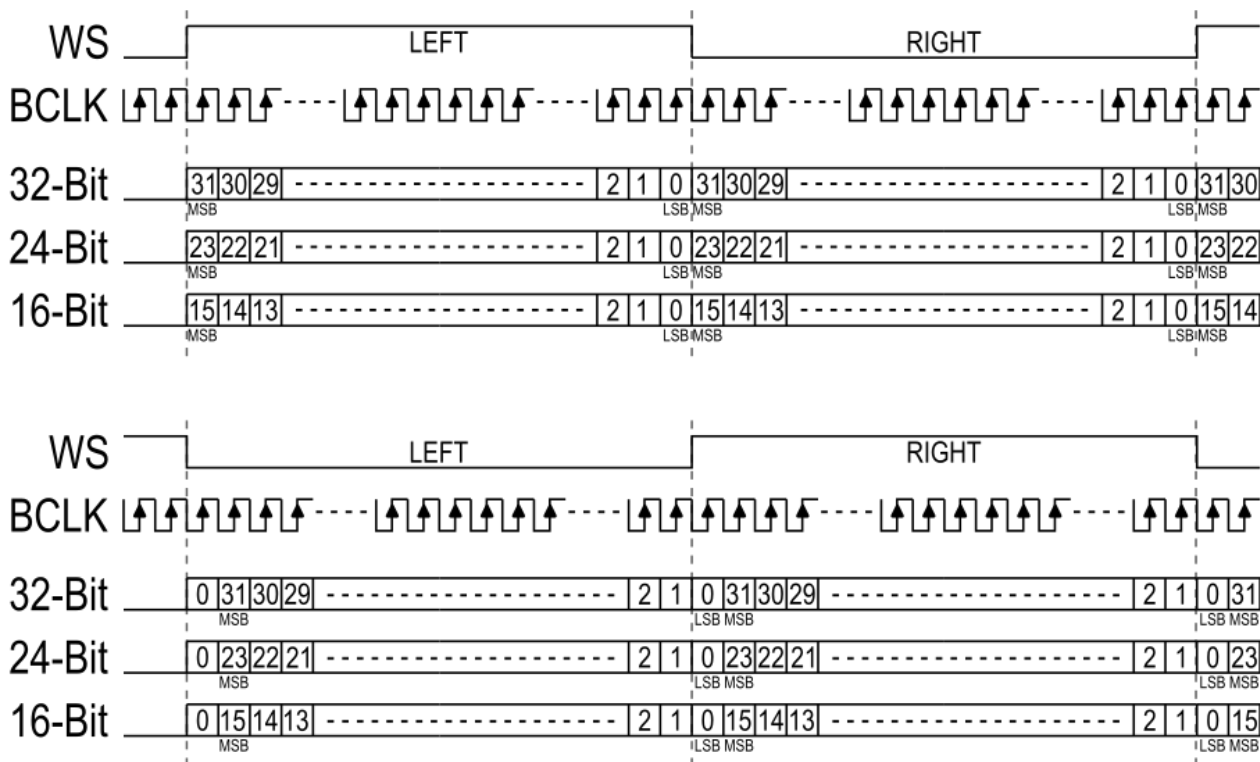 WS LEFT RIGHT
BCLK
32-Bit 31 30 29 2 1 0 31 30 29 2 1 0 31 30
MSB LSB MSB LSB MSB
24-Bit 23 22 21 2 1 0 23 22 21 2 1 0 23 22
MSB LSB MSB LSB MSB
16-Bit 15 14 13 2 1 0 15 14 13 2 1 0 15 14
MSB LSB MSB LSB MSB
WS LEFT RIGHT
BCLK
32-Bit 0 31 30 29 2 1 0 31 30 29 2 1 0 31
MSB LSB MSB LSB MSB
24-Bit 0 23 22 21 2 1 0 23 22 21 2 1 0 23
MSB LSB MSB LSB MSB
16-Bit 0 15 14 13 2 1 0 15 14 13 2 1 0 15
MSB LSB MSB LSB MSB